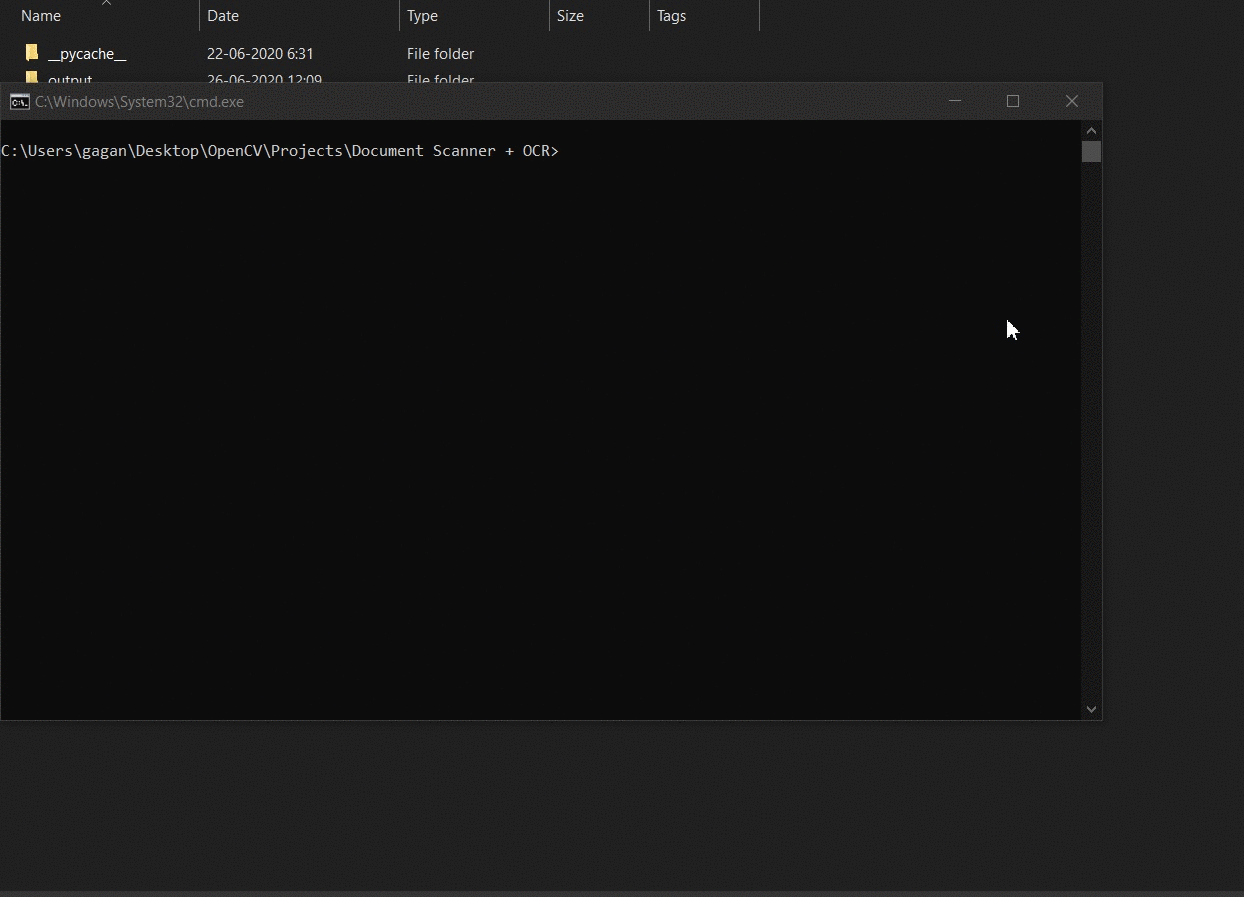 Name Date Type Size Tags
__pycache__ 22-06-2020 6:31 File folder
output 26-06-2020 12:09 File folder
C:\Windows\System32\cmd.exe
C:\Users\gagan\Desktop\OpenCV\Projects\Document Scanner + OCR>